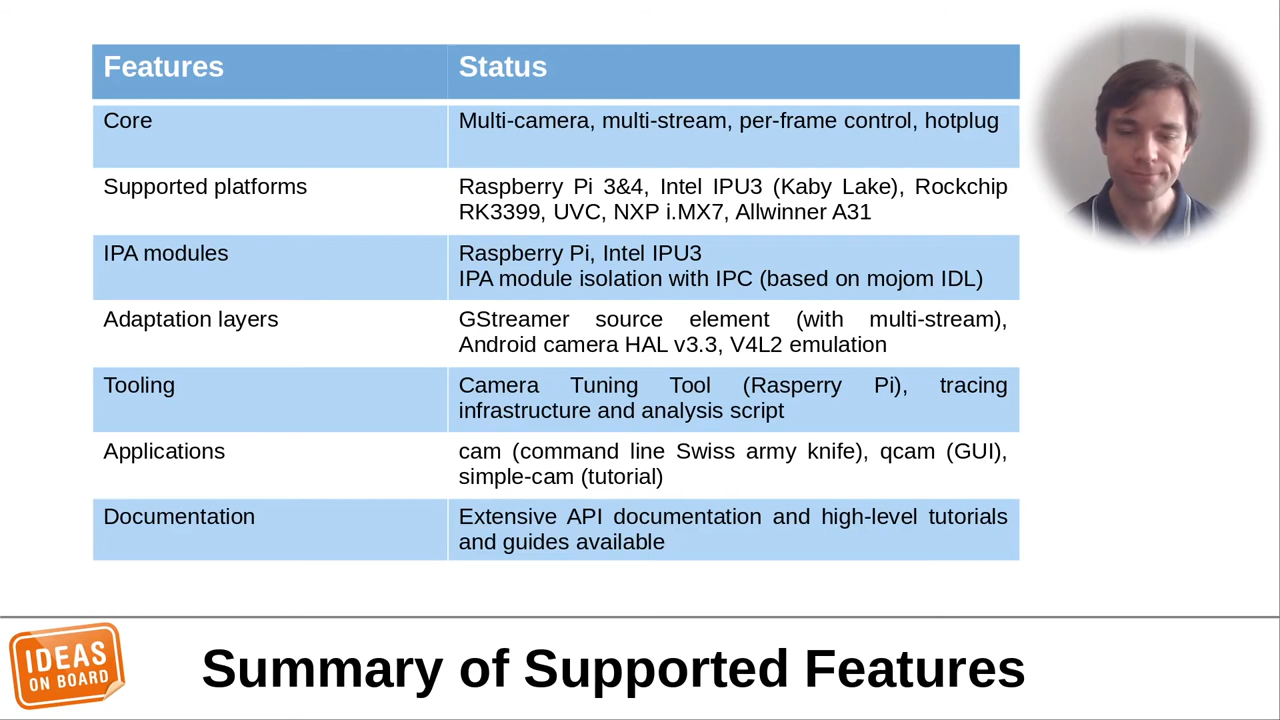 Features Status
Core Multi-camera, multi-stream, per-frame control, hotplug
Supported platforms Raspberry Pi 3&4, Intel IPU3 (Kaby Lake), Rockchip
RK3399, UVC, NXP i.MX7, Allwinner A31
IPA modules Raspberry Pi, Intel IPU3
IPA module isolation with IPC (based on mojom IDL)
Adaptation layers GStreamer source element (with multi-stream),
Android camera HAL v3.3, V4L2 emulation
Tooling Camera Tuning Tool (Rasperry Pi), tracing
infrastructure and analysis script
Applications cam (command line Swiss army knife), qcam (GUI),
simple-cam (tutorial)
Documentation Extensive API documentation and high-level tutorials
and guides available
IDEAS
ON BOARD
Summary of Supported Features